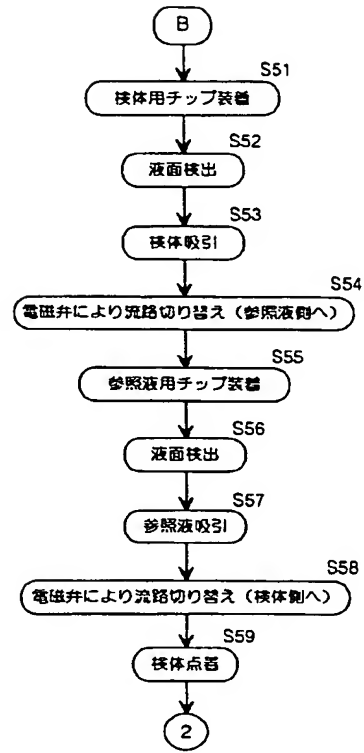 B
S51
検体用チップ装着
S52
液面検出
S53
検体吸引
S54
電磁弁により流路切り替え（参照液側へ）
S55
参照液用チップ装着
S56
液面検出
S57
参照液吸引
S58
電磁弁により流路切り替え（検体側へ）
S59
検体点着
2